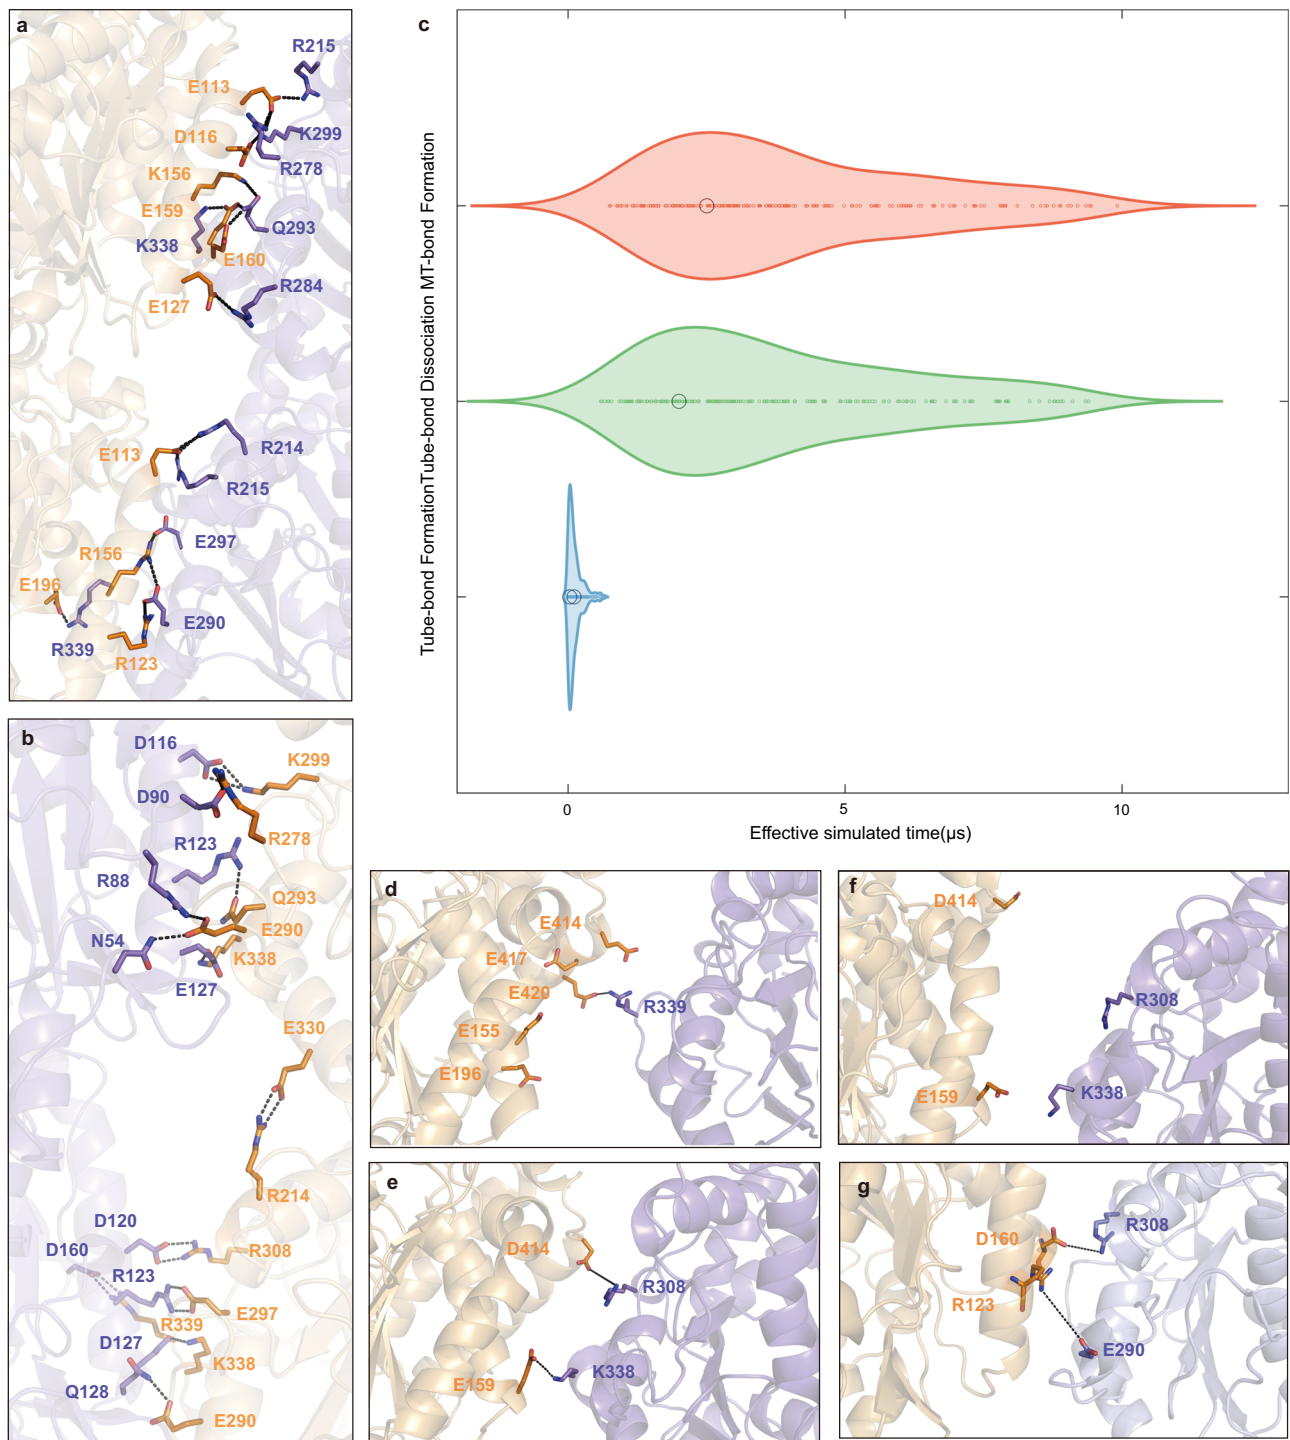 a
R215
E113
K299
D116
R278
K156
E159
Q293
K338
E160
R284
E127
R214
E113
R215
E297
R156
E196
E290
R339
R123
b
D116
K299
D90
R278
R123
R88
Q293
E290
N54
K338
E127
E330
R214
D120
D160
R308
R123
E297
R339
D127
K338
Q128
E290
c
Tube-bond Formation
Tube-bond Dissociation
MT-bond Formation
0
5
10
Effective simulated time(μs)
d
E414
E417
E420
R339
E155
E196
e
D414
R308
K338
E159
f
D414
R308
E159
K338
g
R308
D160
R123
E290